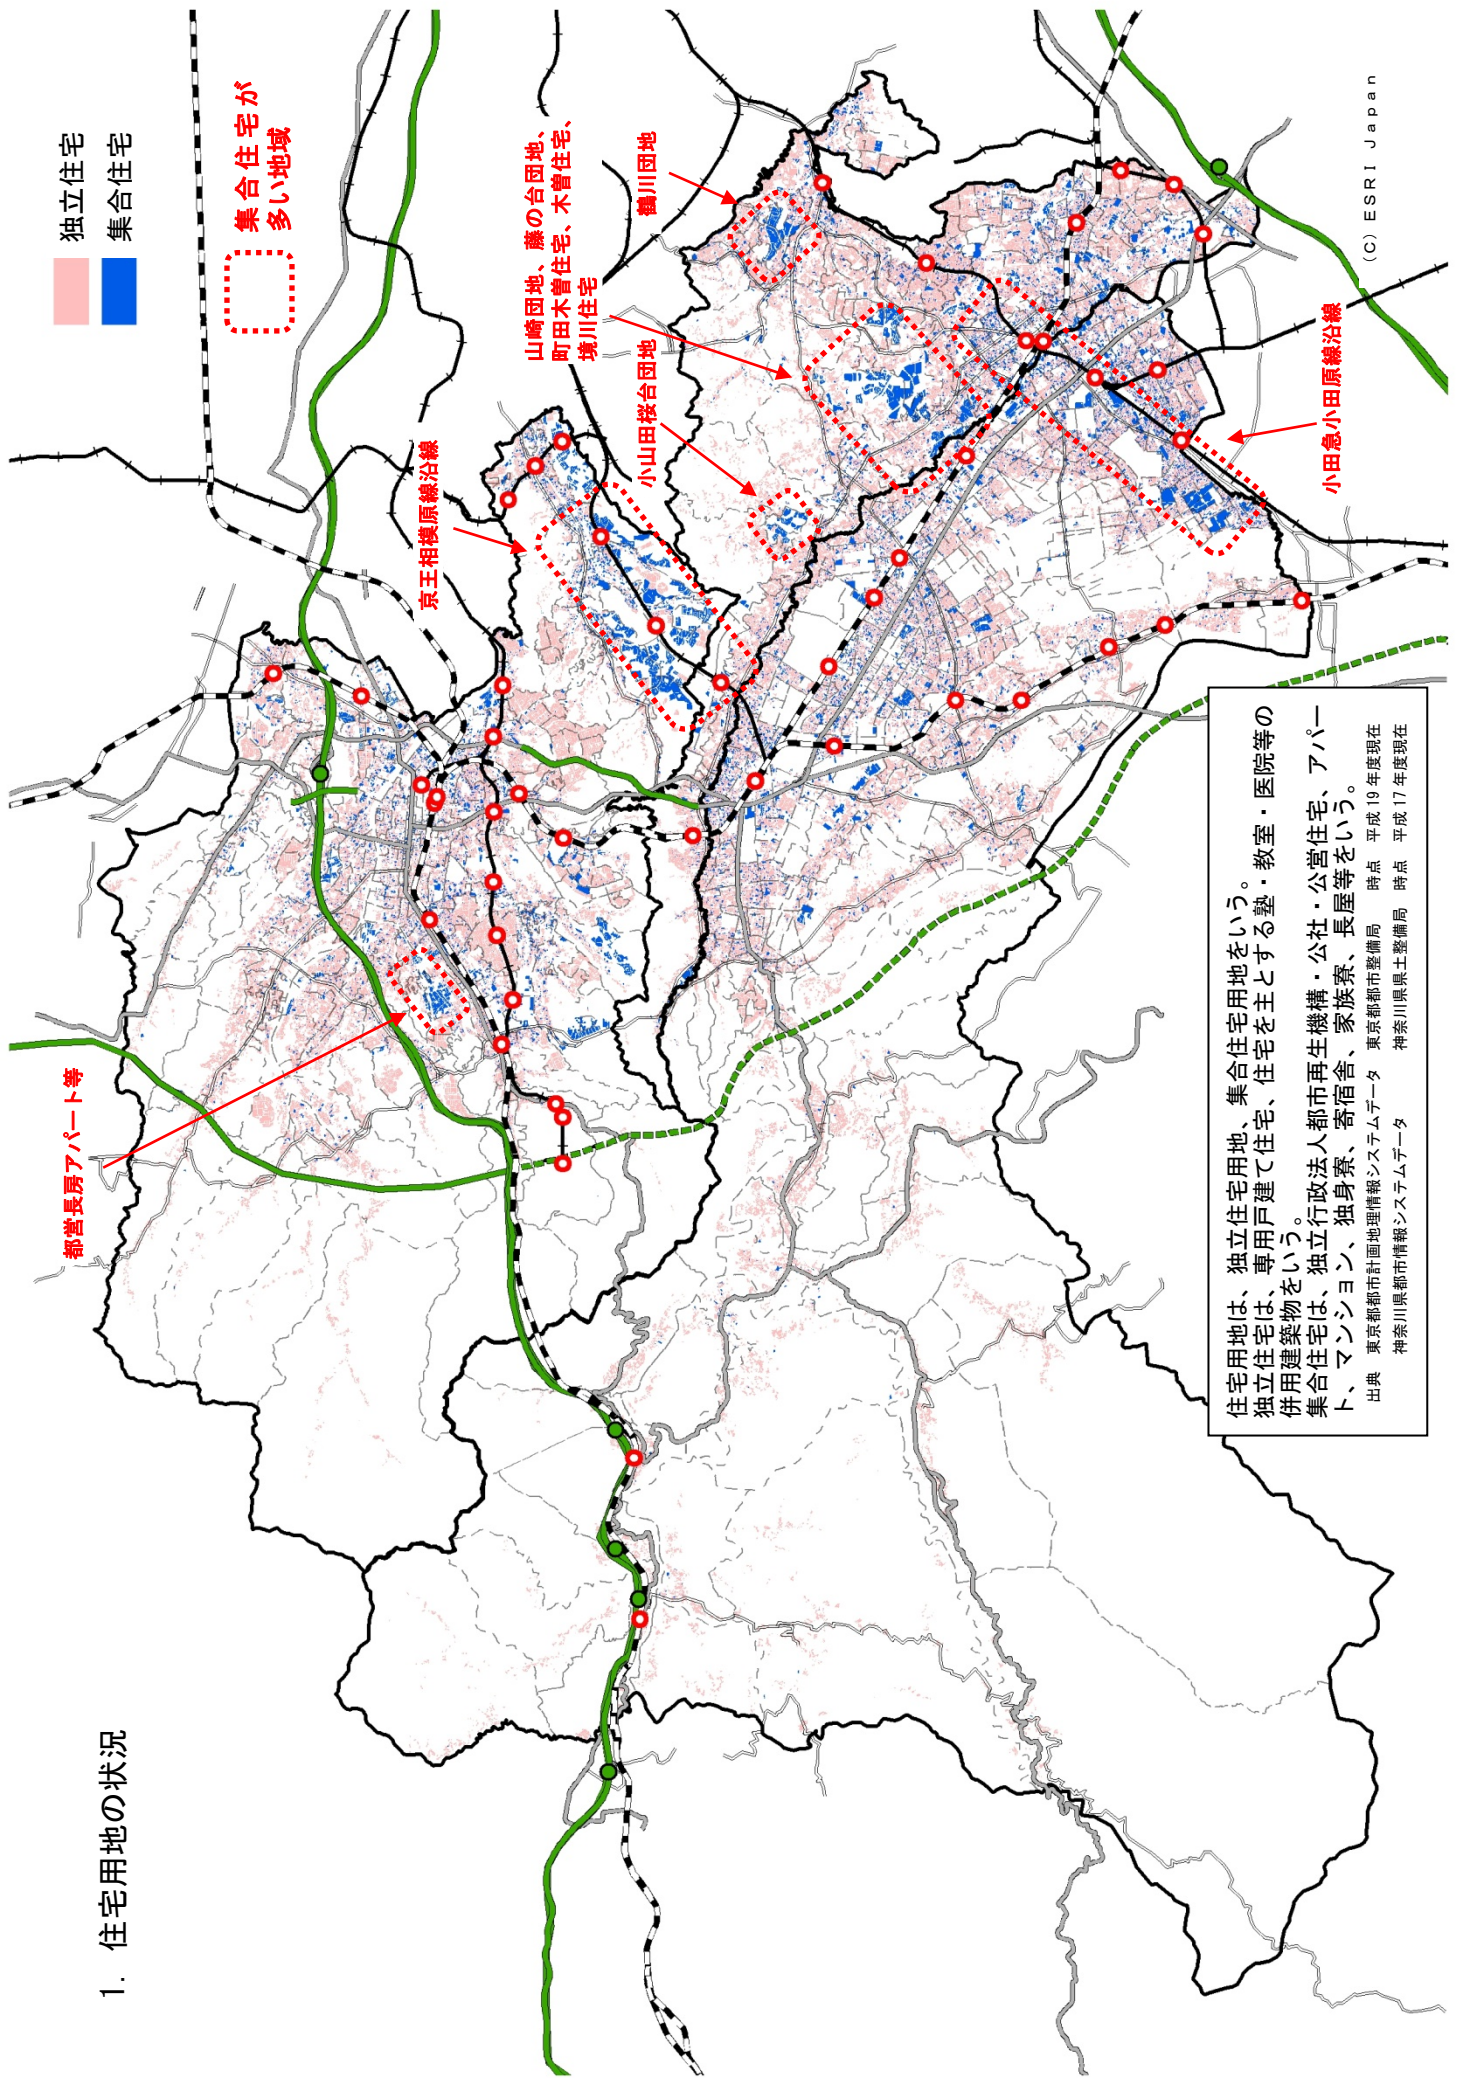 1. 住宅用地の状況
独立住宅
集合住宅
集合住宅が
多い地域
都営長房アパート等
京王相模原線沿線
山崎団地、藤の台団地、
町田木曽住宅、木曽住宅、
境川住宅
小山田桜台団地
鶴川団地
小田急小田原線沿線
住宅用地は、独立住宅用地、集合住宅用地をいう。
独立住宅は、専用戸建て住宅、住宅を主とする塾・教室・医院等の
併用建築物をいう。
集合住宅は、独立行政法人都市再生機構・公社・公営住宅、アパー
ト、マンション、独身寮、寄宿舎、家族寮、長屋等をいう。
出典 東京都都市計画地理情報システムデータ 東京都都市整備局 時点 平成19年度現在
神奈川県都市情報システムデータ 神奈川県県土整備局 時点 平成17年度現在
(C) ESRI Japan